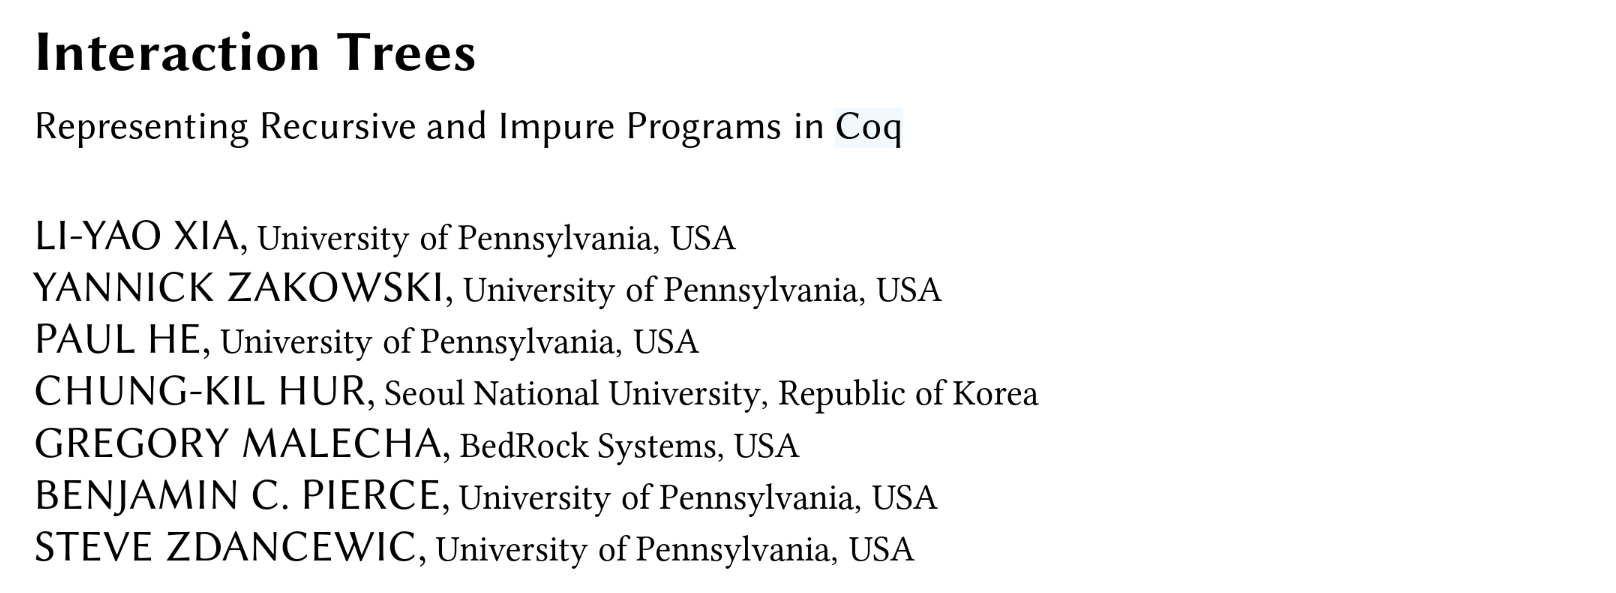 Interaction Trees
Representing Recursive and Impure Programs in Coq
LI-YAO XIA, University of Pennsylvania, USA
YANNICK ZAKOWSKI, University of Pennsylvania, USA
PAUL HE, University of Pennsylvania, USA
CHUNG-KIL HUR, Seoul National University, Republic of Korea
GREGORY MALECHA, BedRock Systems, USA
BENJAMIN C. PIERCE, University of Pennsylvania, USA
STEVE ZDANCEWIC, University of Pennsylvania, USA